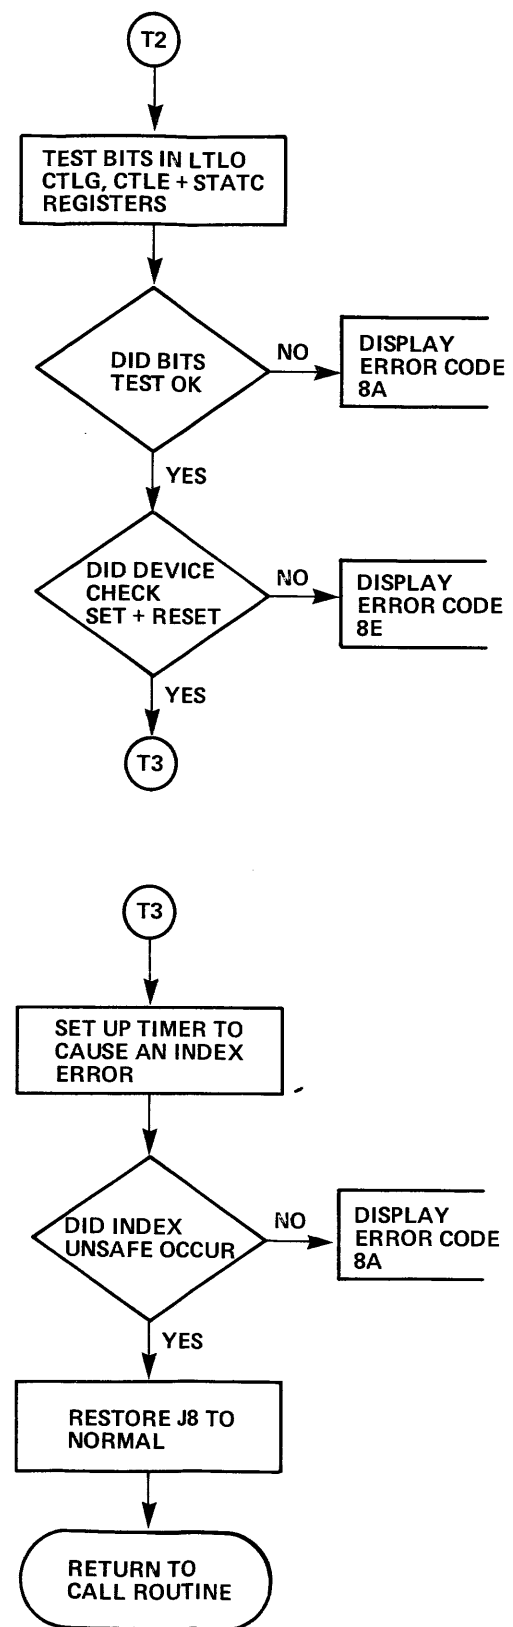 T2
TEST BITS IN LTLO
CTLG, CTLE + STATC
REGISTERS
DID BITS
TEST OK
NO
DISPLAY
ERROR CODE
8A
YES
DID DEVICE
CHECK
SET + RESET
NO
DISPLAY
ERROR CODE
8E
YES
T3
T3
SET UP TIMER TO
CAUSE AN INDEX
ERROR
DID INDEX
UNSAFE OCCUR
NO
DISPLAY
ERROR CODE
8A
YES
RESTORE J8 TO
NORMAL
RETURN TO
CALL ROUTINE